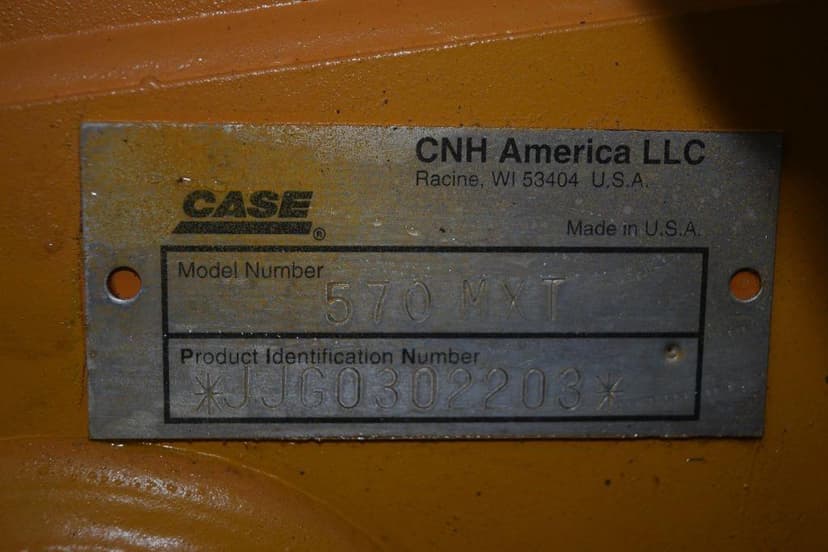 CNH America LLC
Racine, WI 53404 U.S.A.
CASE®
Made in U.S.A.
Model Number
570 MXT
Product Identification Number
*JJG0302203*